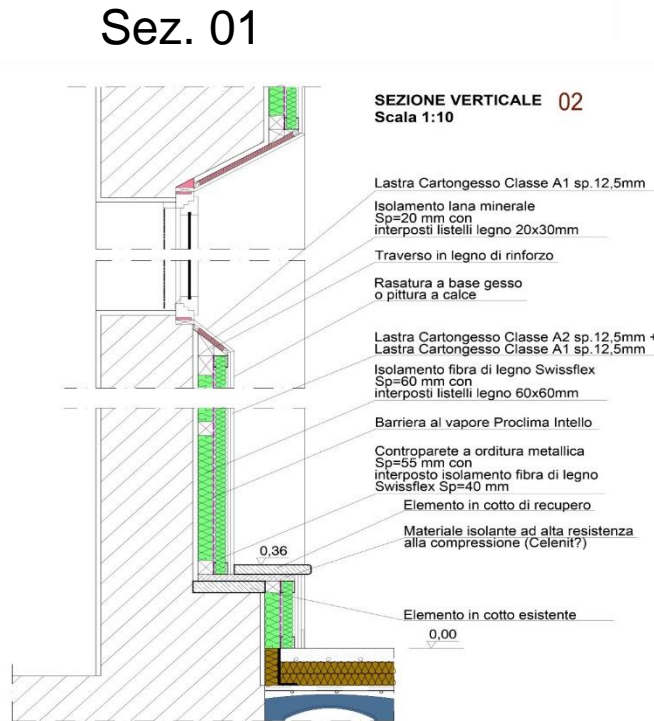 Sez. 01
SEZIONE VERTICALE 02
Scala 1:10
Lastra Cartongesso Classe A1 sp.12,5mm
Isolamento lana minerale
Sp=20 mm con
interposti listelli legno 20x30mm
Traverso in legno di rinforzo
Rasatura a base gesso
o pittura a calce
Lastra Cartongesso Classe A2 sp.12,5mm +
Lastra Cartongesso Classe A1 sp.12,5mm
Isolamento fibra di legno Swissflex
Sp=60 mm con
interposti listelli legno 60x60mm
Barriera al vapore Proclima Intello
Controparete a orditura metallica
Sp=55 mm con
interposto isolamento fibra di legno
Swissflex Sp=40 mm
Elemento in cotto di recupero
Materiale isolante ad alta resistenza
alla compressione (Celenit?)
0,36
Elemento in cotto esistente
0,00